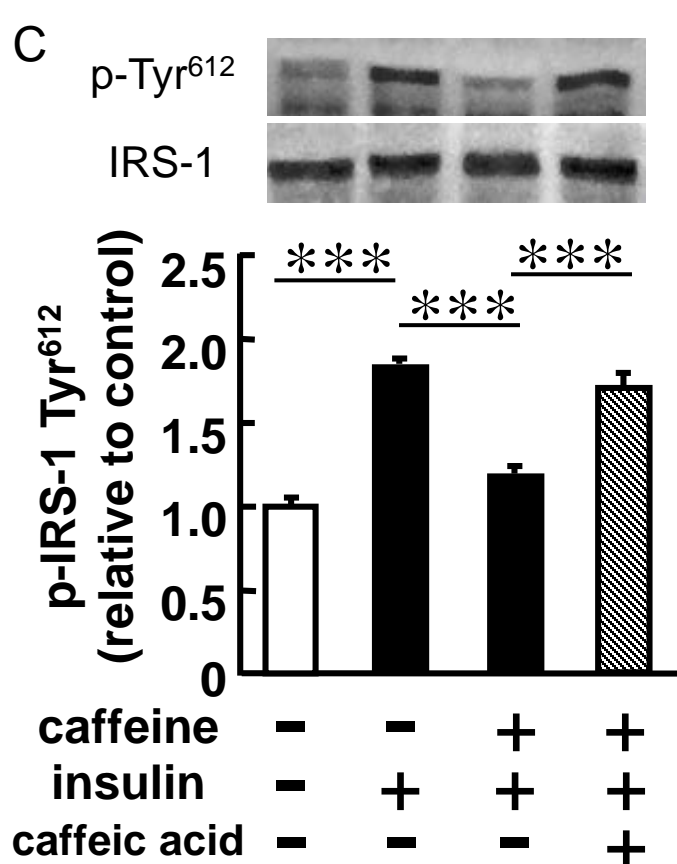 C
p-Tyr612
IRS-1
p-IRS-1 Tyr612
(relative to control)
2.5
2.0
1.5
1.0
0.5
0
***
***
***
caffeine - - + +
insulin - + + +
caffeic acid - - - +